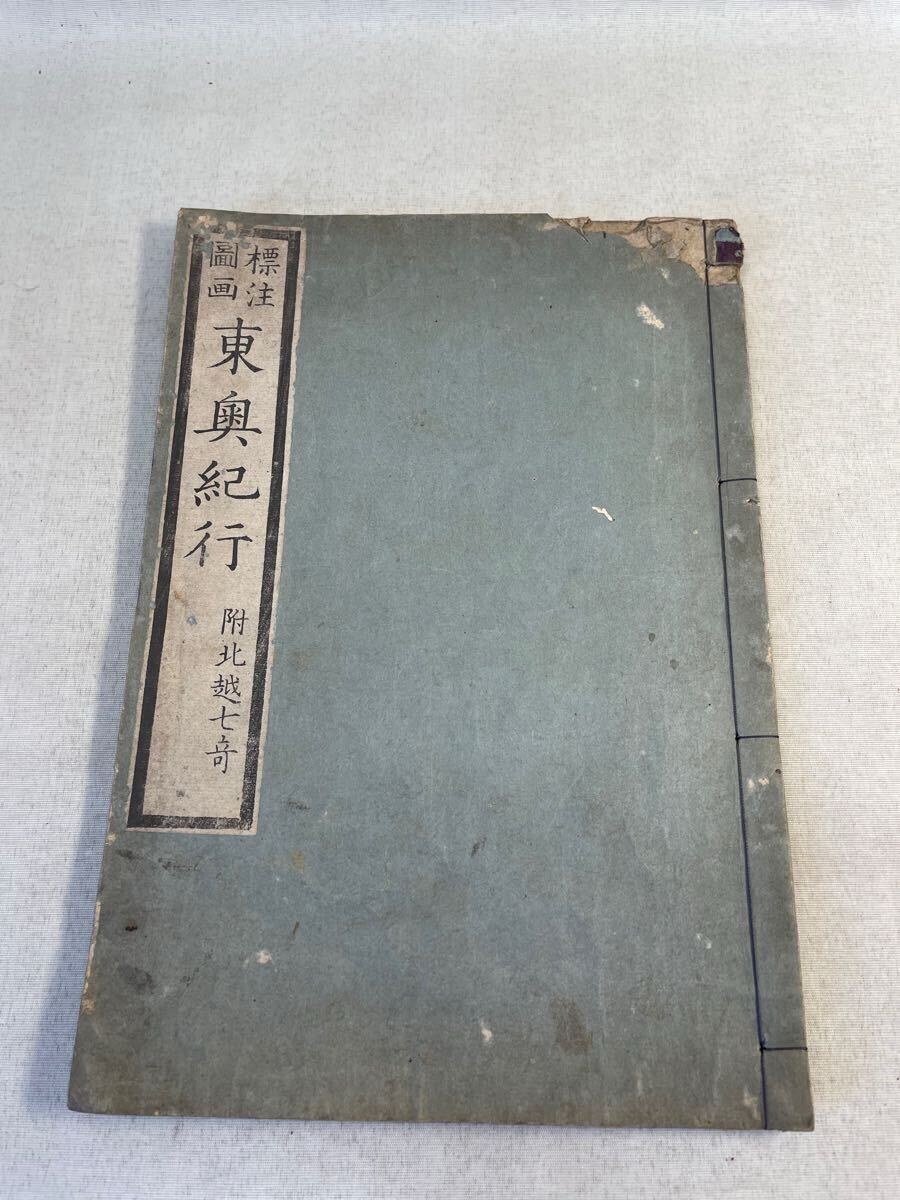 標注
圖画
東奥紀行
附北越七奇